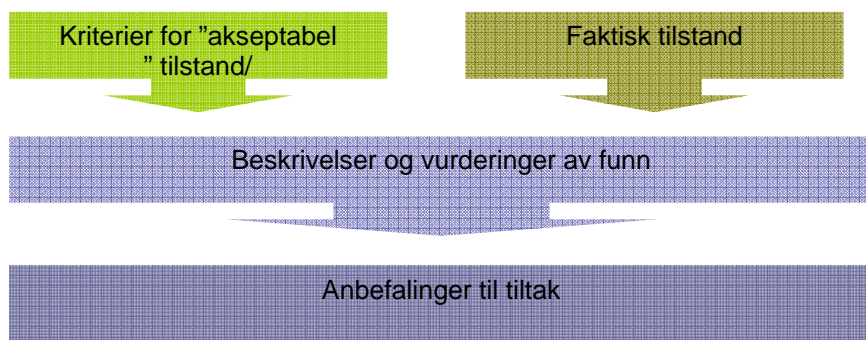 Kriterier for ”akseptabel
” tilstand/
Faktisk tilstand
Beskrivelser og vurderinger av funn
Anbefalinger til tiltak